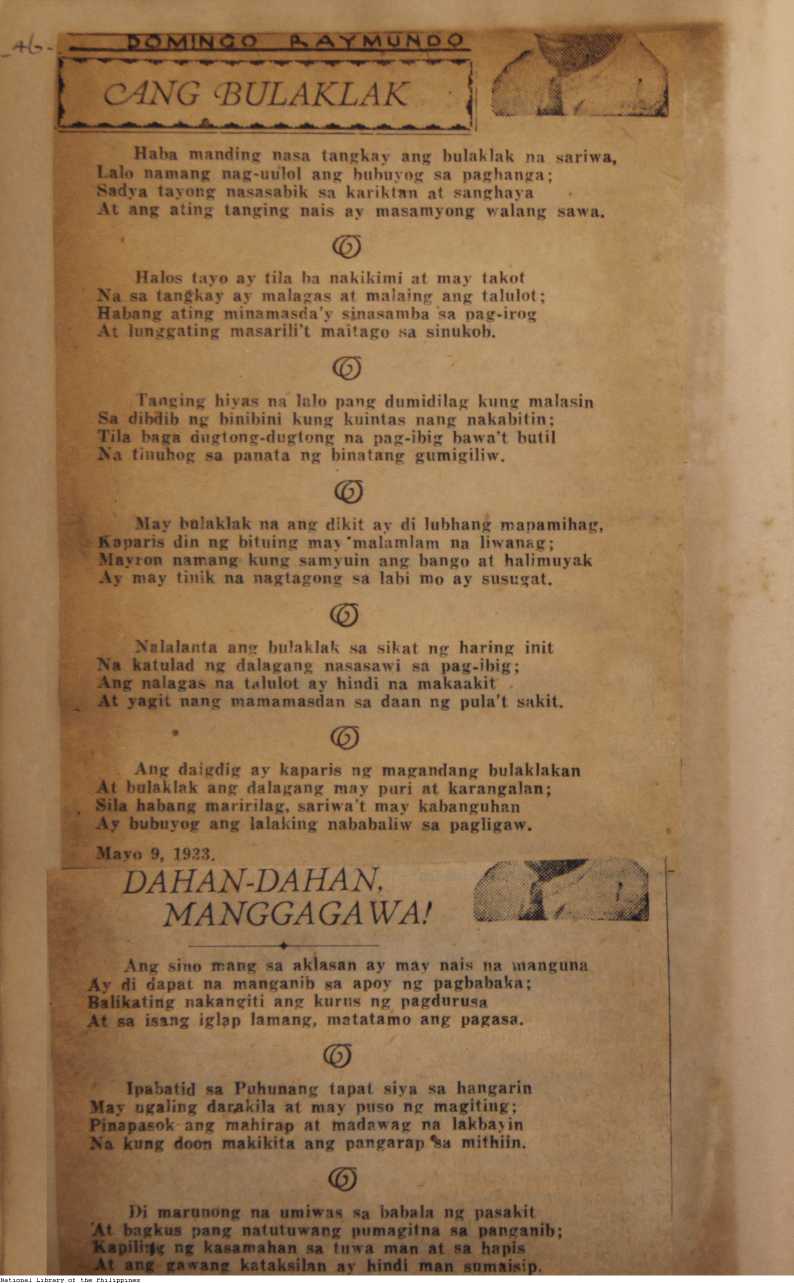 -46-
DOMINGO RAYMUNDO
ANG BULAKLAK
Haba manding nasa tangkay ang bulaklak na sariwa,
Lalo namang nag-uulol ang bubuyog sa paghanga;
Sadya tayong nasasabik sa kariktan at sanghaya
At ang ating tanging nais ay masamyong walang sawa.
Halos tayo ay tila ba nakikimi at may takot
Na sa tangkay ay malagas at malaing ang talulot;
Habang ating minamasda'y sinasamba sa pag-irog
At lunggating masarili't maitago sa sinukob.
Tanging hiyas na lalo pang dumidilag kung malasin
Sa dibdib ng binibini kung kuintas nang nakabitin;
Tila baga dugtong-dugtong na pag-ibig bawa't butil
Na tinuhog sa panata ng binatang gumigiliw.
May bulaklak na ang dikit ay di lubhang mapamihag,
Kaparis din ng bituing may malamlam na liwanag;
Mayron namang kung samyuin ang bango at halimuyak
Ay may tinik na nagtagong sa labi mo ay susugat.
Nalalanta ang bulaklak sa sikat ng haring init
Na katulad ng dalagang nasasawi sa pag-ibig;
Ang nalagas na talulot ay hindi na makaakit
At yagit nang mamamasdan sa daan ng pula't sakit.
Ang daigdig ay kaparis ng magandang bulaklakan
At bulaklak ang dalagang may puri at karangalan;
Sila habang maririlag, sariwa't may kabanguhan
Ay bubuyog ang lalaking nababaliw sa pagligaw.
Mayo 9, 1923.
DAHAN-DAHAN,
MANGGAGAWA!
Ang sino mang sa aklasan ay may nais na manguna
Ay di dapat na manganib sa apoy ng pagbabaka;
Balikating nakangiti ang kurus ng pagdurusa
At sa isang iglap lamang, matatamo ang pagasa.
Ipabatid sa Puhunang tapat siya sa hangarin
May ugaling darakila at may puso ng magiting;
Pinapasok ang mahirap at madawag na lakbayin
Na kung doon makikita ang pangarap sa mithiin.
Di marunong na umiwas sa babala ng pasakit
At bagkus pang natutuwang pumagitna sa panganib;
Kapiling ng kasamahan sa tuwa man at sa hapis
At ang gawang kataksilan ay hindi man sumaisip.
National Library of the Philippines